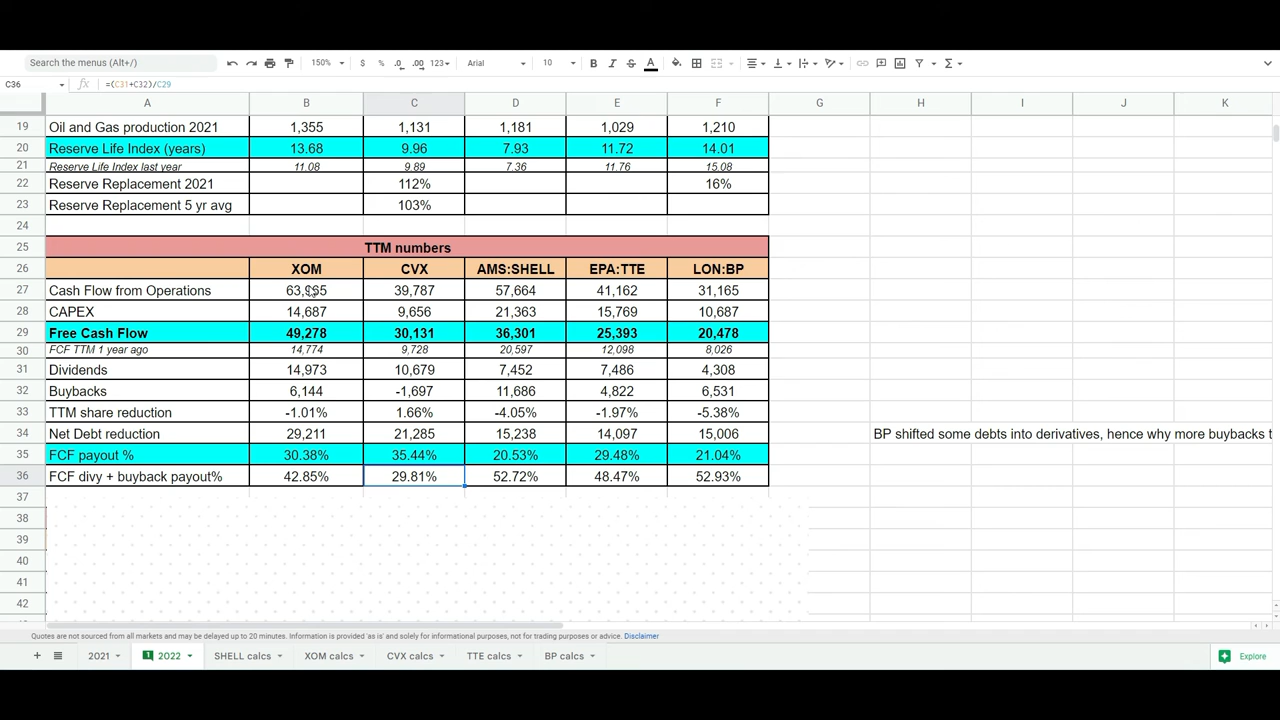 Search the menus (Alt+/) 150% $ % .0 .00 123 Arial 10 B I S A
C36 fx =(C31+C32)/C29
A B C D E F G H I J K
19 Oil and Gas production 2021 1,355 1,131 1,181 1,029 1,210
20 Reserve Life Index (years) 13.68 9.96 7.93 11.72 14.01
21 Reserve Life Index last year 11.08 9.89 7.36 11.76 15.08
22 Reserve Replacement 2021 112% 16%
23 Reserve Replacement 5 yr avg 103%
24
25 TTM numbers
26 XOM CVX AMS:SHELL EPA:TTE LON:BP
27 Cash Flow from Operations 39,787 57,664 41,162 31,165
28 CAPEX 14,687 9,656 21,363 15,769 10,687
29 Free Cash Flow 49,278 30,131 36,301 25,393 20,478
30 FCF TTM 1 year ago 14,774 9,728 20,597 12,098 8,026
31 Dividends 14,973 10,679 7,452 7,486 4,308
32 Buybacks 6,144 -1,697 11,686 4,822 6,531
33 TTM share reduction -1.01% 1.66% -4.05% -1.97% -5.38%
34 Net Debt reduction 29,211 21,285 15,238 14,097 15,006 BP shifted some debts into derivatives, hence why more buybacks t
35 FCF payout % 30.38% 35.44% 20.53% 29.48% 21.04%
36 FCF divy + buyback payout% 42.85% 29.81% 52.72% 48.47% 52.93%
37
38
39
40
41
42
Quotes are not sourced from all markets and may be delayed up to 20 minutes. Information is provided 'as is' and solely for informational purposes, not for trading purposes or advice. Disclaimer
+ 2021 1 2022 SHELL calcs XOM calcs CVX calcs TTE calcs BP calcs Explore